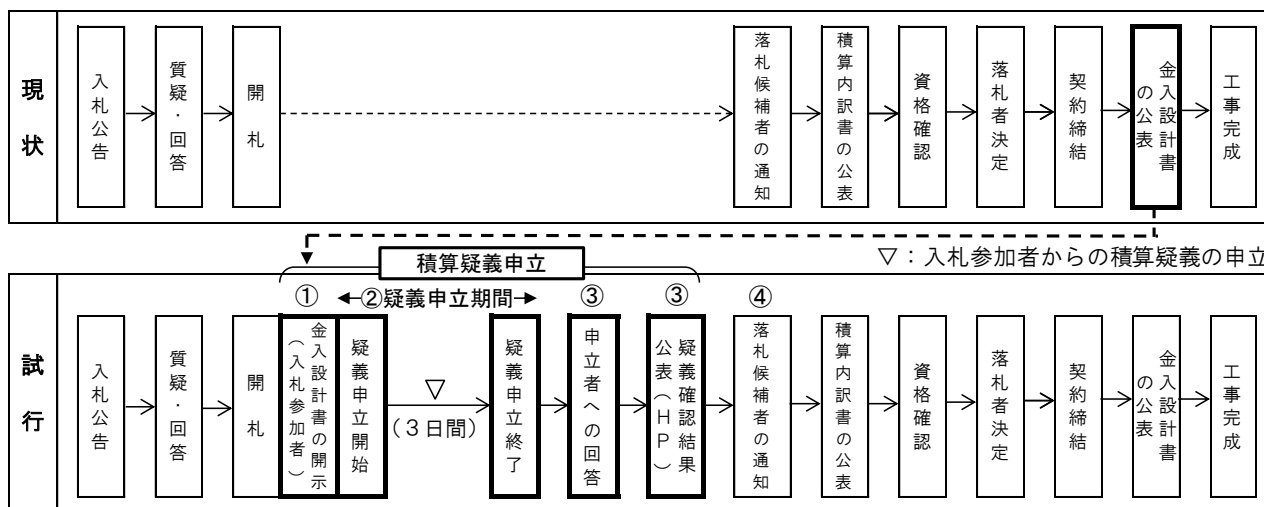 現状
入札公告
質疑・回答
開札
落札候補者の通知
積算内訳書の公表
資格確認
落札者決定
契約締結
金入設計書
の公表
工事完成
積算疑義申立
▽：入札参加者からの積算疑義の申立
①
②疑義申立期間
③
③
④
試行
入札公告
質疑・回答
開札
金入設計書の開示
（入札参加者）
疑義申立開始
▽
（３日間）
疑義申立終了
申立者への回答
疑義確認結果
公表（ＨＰ）
落札候補者の通知
積算内訳書の公表
資格確認
落札者決定
契約締結
金入設計書
の公表
工事完成